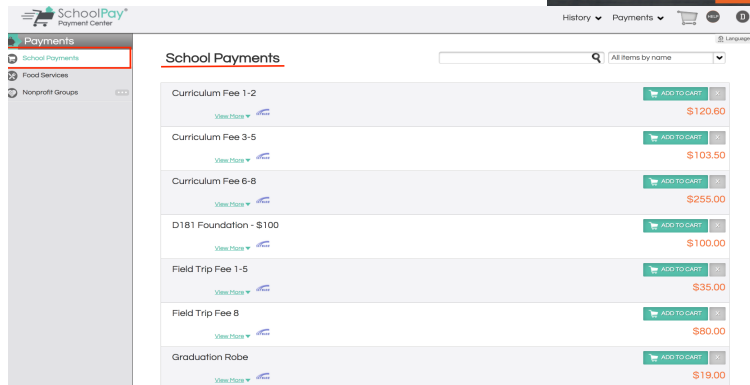 SchoolPay®
Payment Center
History Payments HELP D
Language
Payments
School Payments
Food Services
Nonprofit Groups
School Payments
All items by name
Curriculum Fee 1-2
ADD TO CART X
View More
$120.60
Curriculum Fee 3-5
ADD TO CART X
View More
$103.50
Curriculum Fee 6-8
ADD TO CART X
View More
$255.00
D181 Foundation - $100
ADD TO CART X
View More
$100.00
Field Trip Fee 1-5
ADD TO CART X
View More
$35.00
Field Trip Fee 8
ADD TO CART X
View More
$80.00
Graduation Robe
ADD TO CART X
View More
$19.00